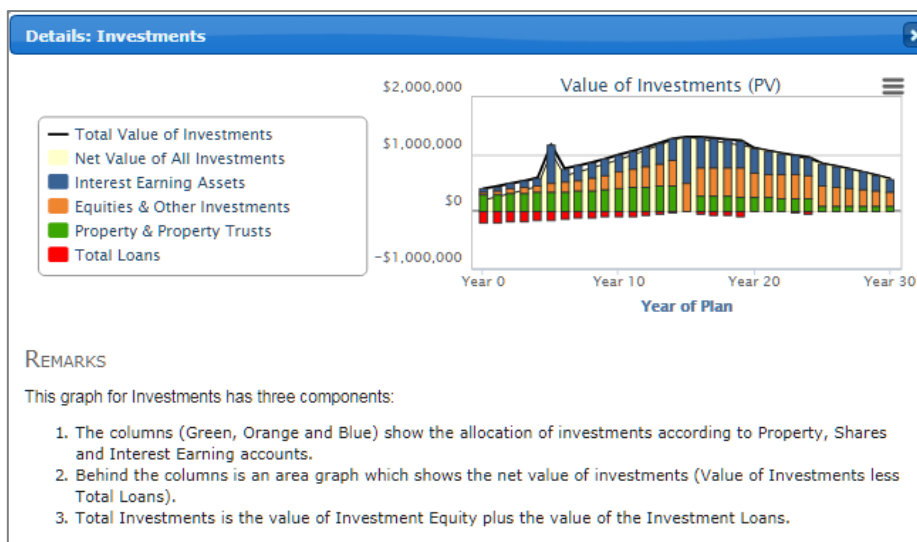 Details: Investments
Value of Investments (PV)
$2,000,000
$1,000,000
$0
-$1,000,000
Total Value of Investments
Net Value of All Investments
Interest Earning Assets
Equities & Other Investments
Property & Property Trusts
Total Loans
Year 0
Year 10
Year 20
Year 30
Year of Plan
REMARKS
This graph for Investments has three components:
1. The columns (Green, Orange and Blue) show the allocation of investments according to Property, Shares
and Interest Earning accounts.
2. Behind the columns is an area graph which shows the net value of investments (Value of Investments less
Total Loans).
3. Total Investments is the value of Investment Equity plus the value of the Investment Loans.